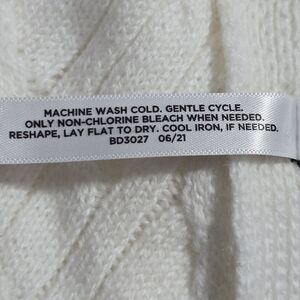 MACHINE WASH COLD. GENTLE CYCLE.
ONLY NON-CHLORINE BLEACH WHEN NEEDED.
RESHAPE, LAY FLAT TO DRY. COOL IRON, IF NEEDED.
BD3027 06/21